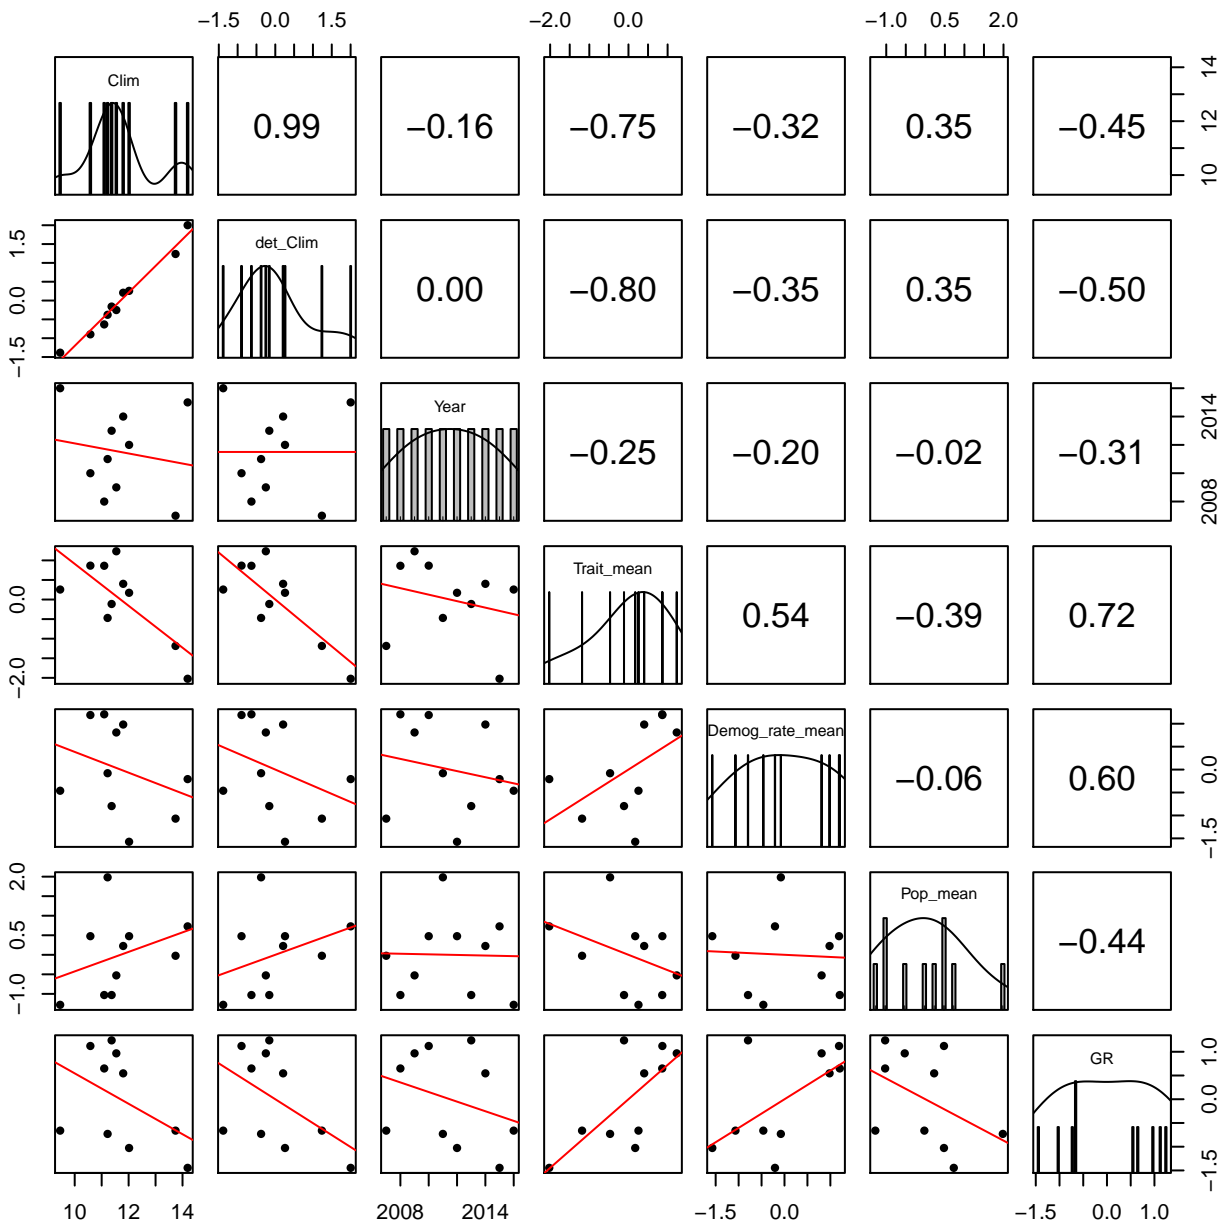 −1.5 0.0 1.5 −2.0 0.0 −1.0 0.5 2.0
Clim 0.99 −0.16 −0.75 −0.32 0.35 −0.45 10 12 14
−1.5 0.0 1.5 det_Clim 0.00 −0.80 −0.35 0.35 −0.50
Year −0.25 −0.20 −0.02 −0.31 2008 2014
−2.0 0.0 Trait_mean 0.54 −0.39 0.72
Demog_rate_mean −0.06 0.60 −1.5 0.0
−1.0 0.5 2.0 Pop_mean −0.44
GR −1.5 0.0 1.0
10 12 14 2008 2014 −1.5 0.0 −1.5 0.0 1.0